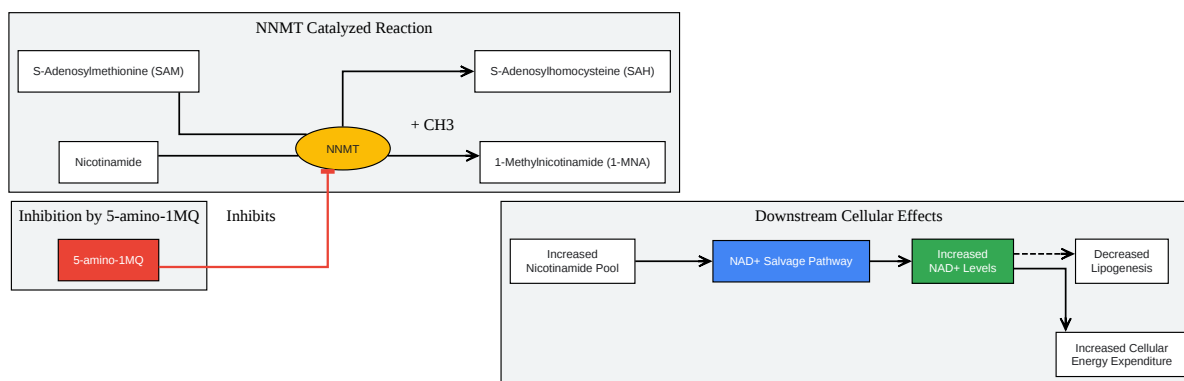 NNMT Catalyzed Reaction
S-Adenosylmethionine (SAM)
S-Adenosylhomocysteine (SAH)
+ CH3
NNMT
Nicotinamide
1-Methylnicotinamide (1-MNA)
Inhibition by 5-amino-1MQ
Inhibits
5-amino-1MQ
Downstream Cellular Effects
Increased
Nicotinamide Pool
NAD+ Salvage Pathway
Increased
NAD+ Levels
Decreased
Lipogenesis
Increased Cellular
Energy Expenditure